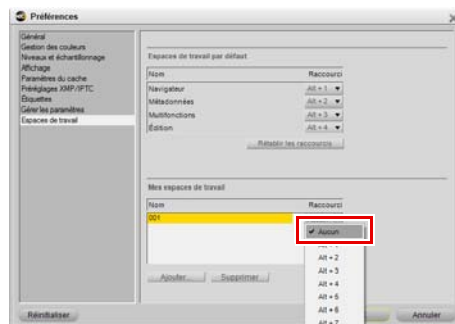 Préférences
Général
Gestion des couleurs
Niveaux et échantillonnage
Affichage
Paramètres du cache
Préréglages XMP/IPTC
Étiquettes
Gérer les paramètres
Espaces de travail
Espaces de travail par défaut
Nom Raccourci
Navigateur Alt + 1
Métadonnées Alt + 2
Multifonctions Alt + 3
Édition Alt + 4
Rétablir les raccourcis
Mes espaces de travail
Nom Raccourci
001
Aucun
Alt + 2
Alt + 3
Alt + 4
Alt + 5
Alt + 6
Alt + 7
Ajouter... Supprimer
Réinitialiser Annuler